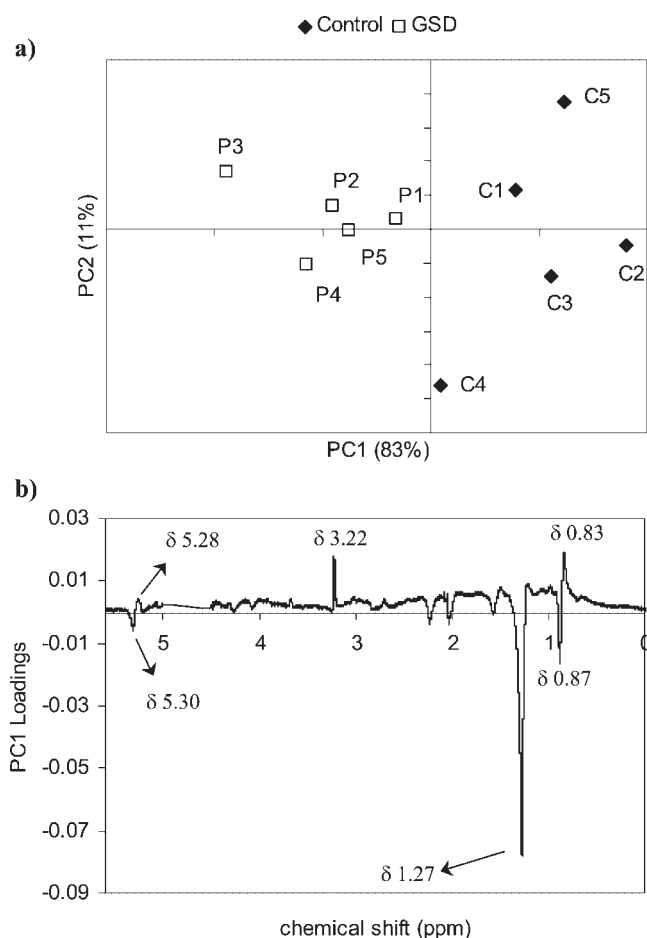 ◆ Control □ GSD
a)
C5
P3
P2
P1
C1
P5
C2
P4
C3
C4
PC2 (11%)
PC1 (83%)
b)
0.03
δ 5.28
δ 3.22
δ 0.83
0.01
-0.01
5 4 3 2 1 0
δ 5.30
δ 0.87
-0.03
PC1 Loadings
-0.05
-0.07
δ 1.27
-0.09
chemical shift (ppm)